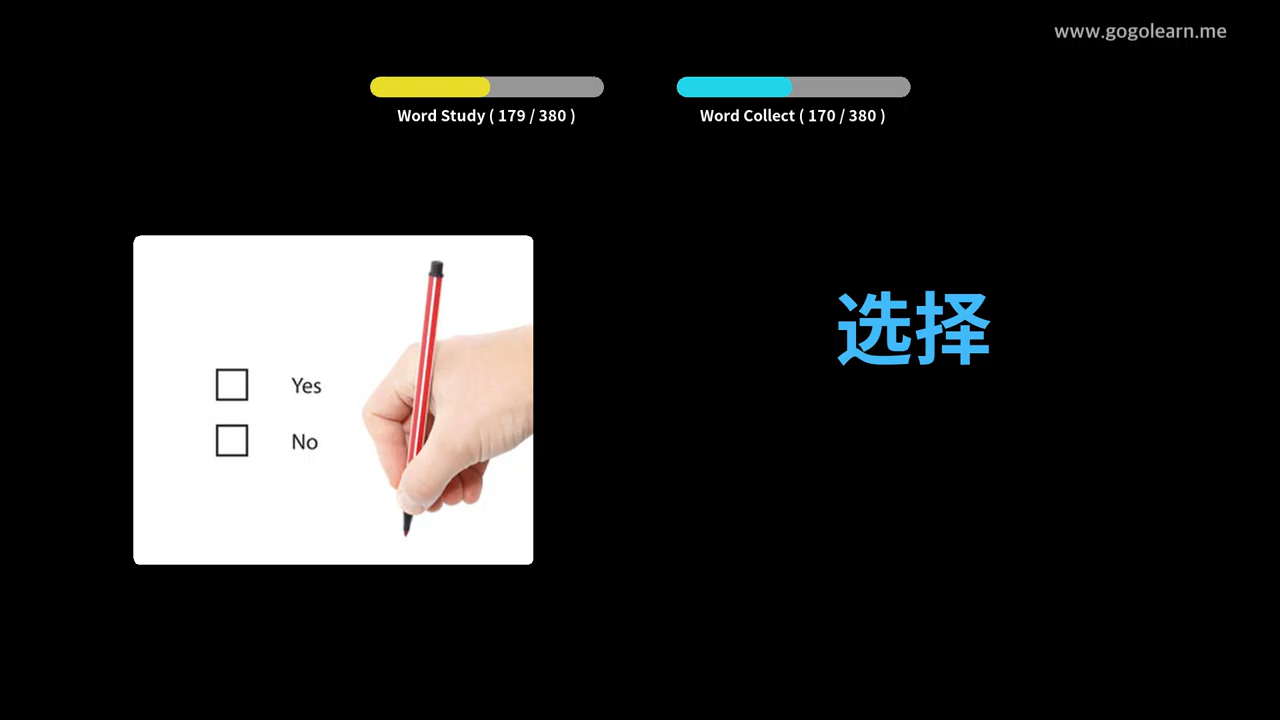 www.gogolearn.me
Word Study ( 179 / 380 )
Word Collect ( 170 / 380 )
选择
Yes
No